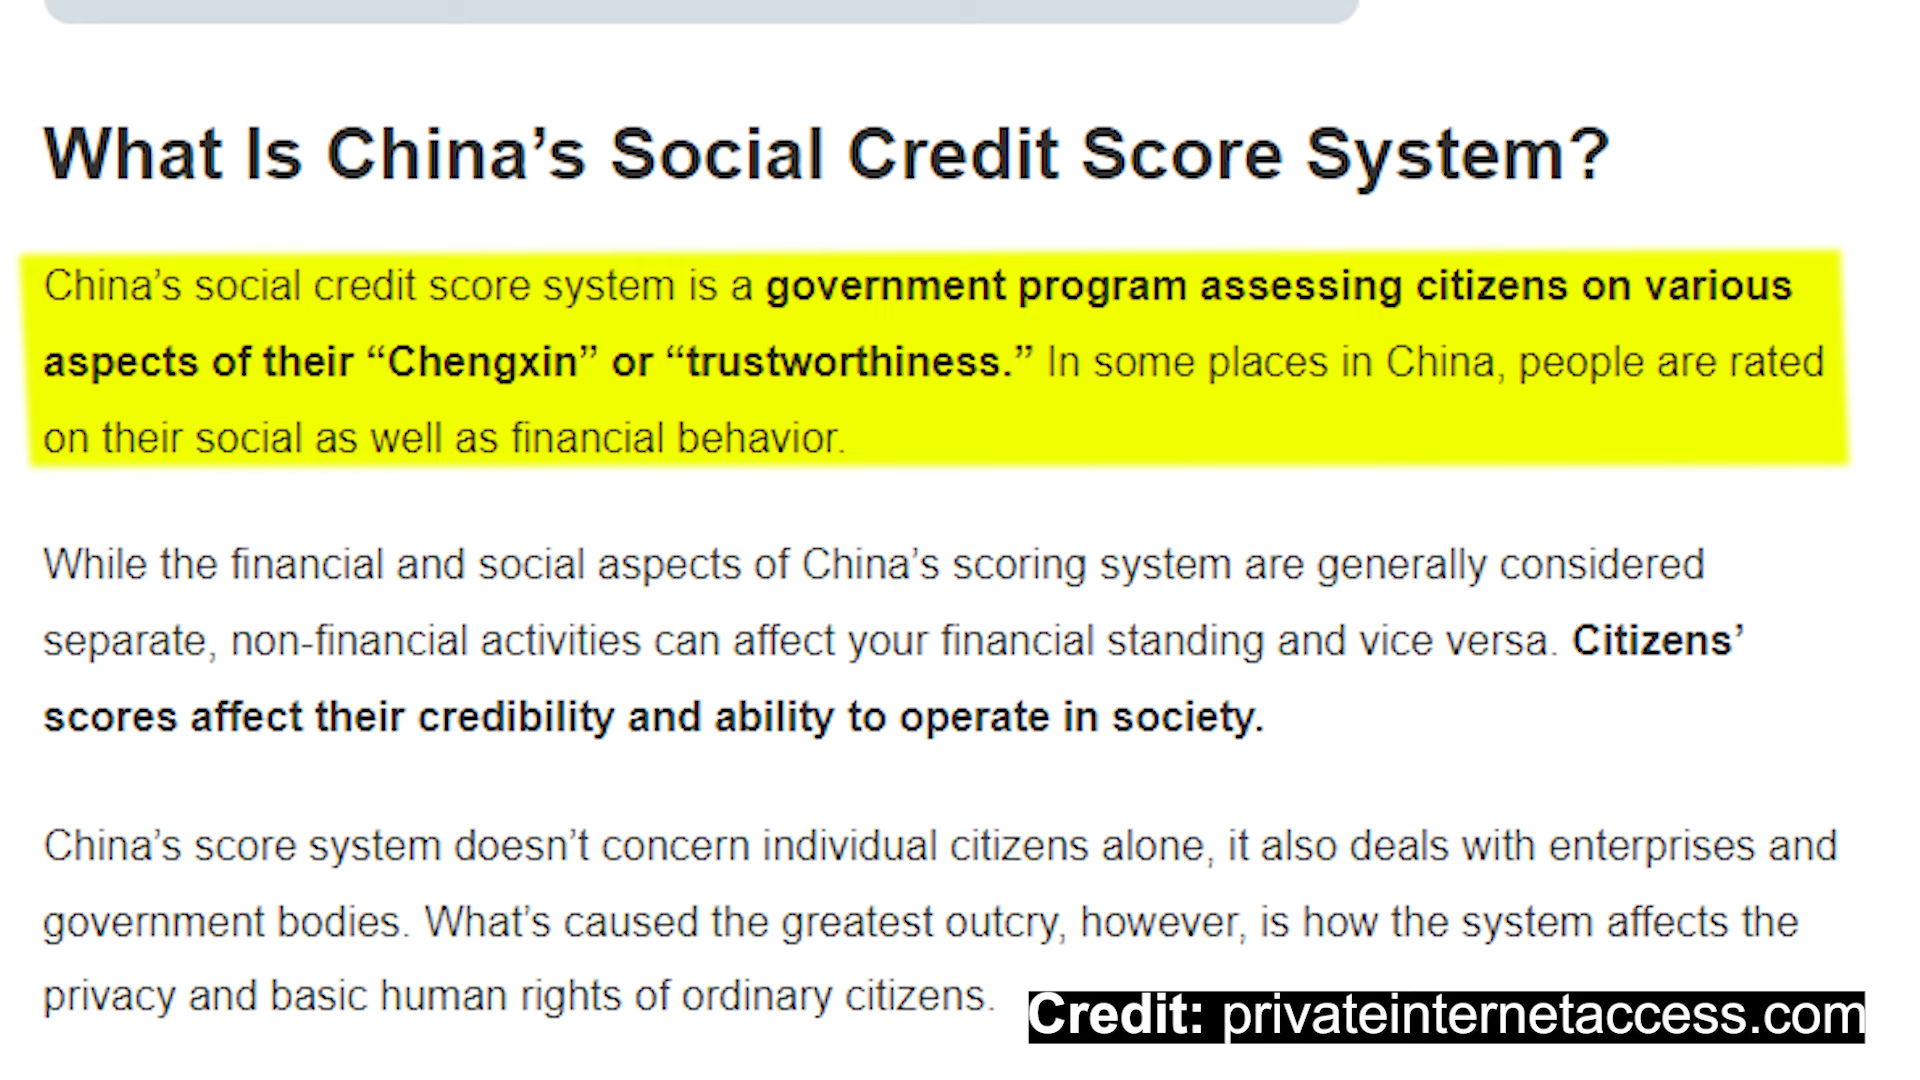 What Is China’s Social Credit Score System?
China’s social credit score system is a government program assessing citizens on various
aspects of their “Chengxin” or “trustworthiness.” In some places in China, people are rated
on their social as well as financial behavior.
While the financial and social aspects of China’s scoring system are generally considered
separate, non-financial activities can affect your financial standing and vice versa. Citizens’
scores affect their credibility and ability to operate in society.
China’s score system doesn’t concern individual citizens alone, it also deals with enterprises and
government bodies. What’s caused the greatest outcry, however, is how the system affects the
privacy and basic human rights of ordinary citizens.
Credit: privateinternetaccess.com